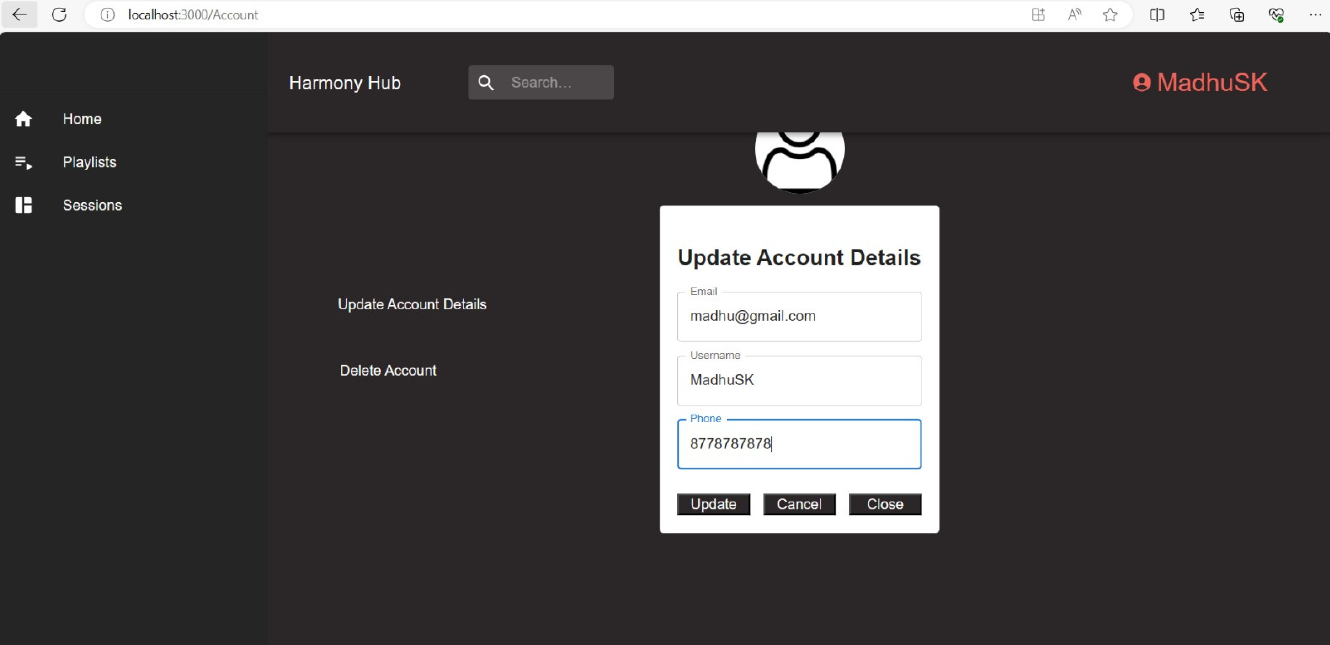 localhost:3000/Account
Harmony Hub
Search...
MadhuSK
Home
Playlists
Sessions
Update Account Details
Delete Account
Update Account Details
Email
madhu@gmail.com
Username
MadhuSK
Phone
8778787878
Update Cancel Close